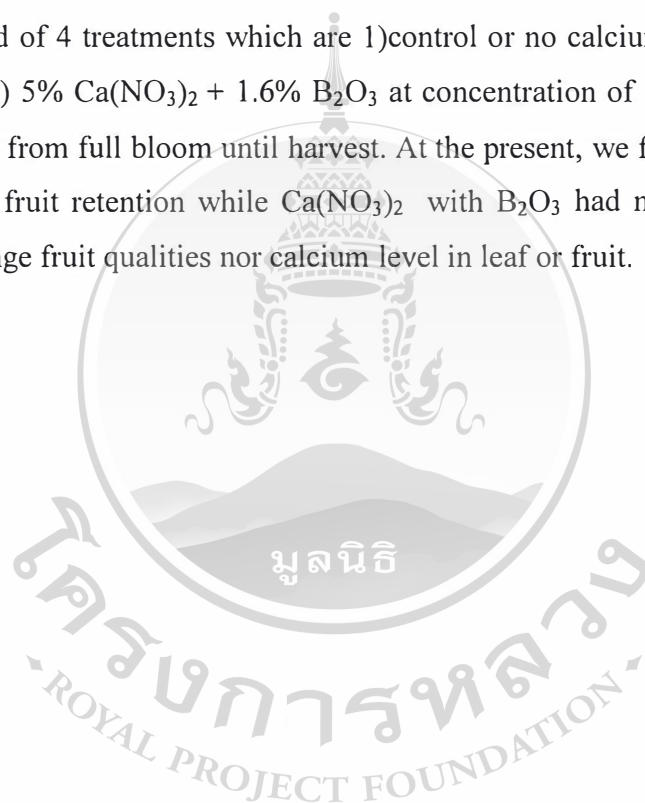 d of 4 treatments which are 1)control or no calcium
) 5% Ca(NO₃)₂ + 1.6% B₂O₃ at concentration of
from full bloom until harvest. At the present, we f
fruit retention while Ca(NO₃)₂ with B₂O₃ had n
nge fruit qualities nor calcium level in leaf or fruit.
มูลนิธิ
โครงการหลวง
ROYAL PROJECT FOUNDATION